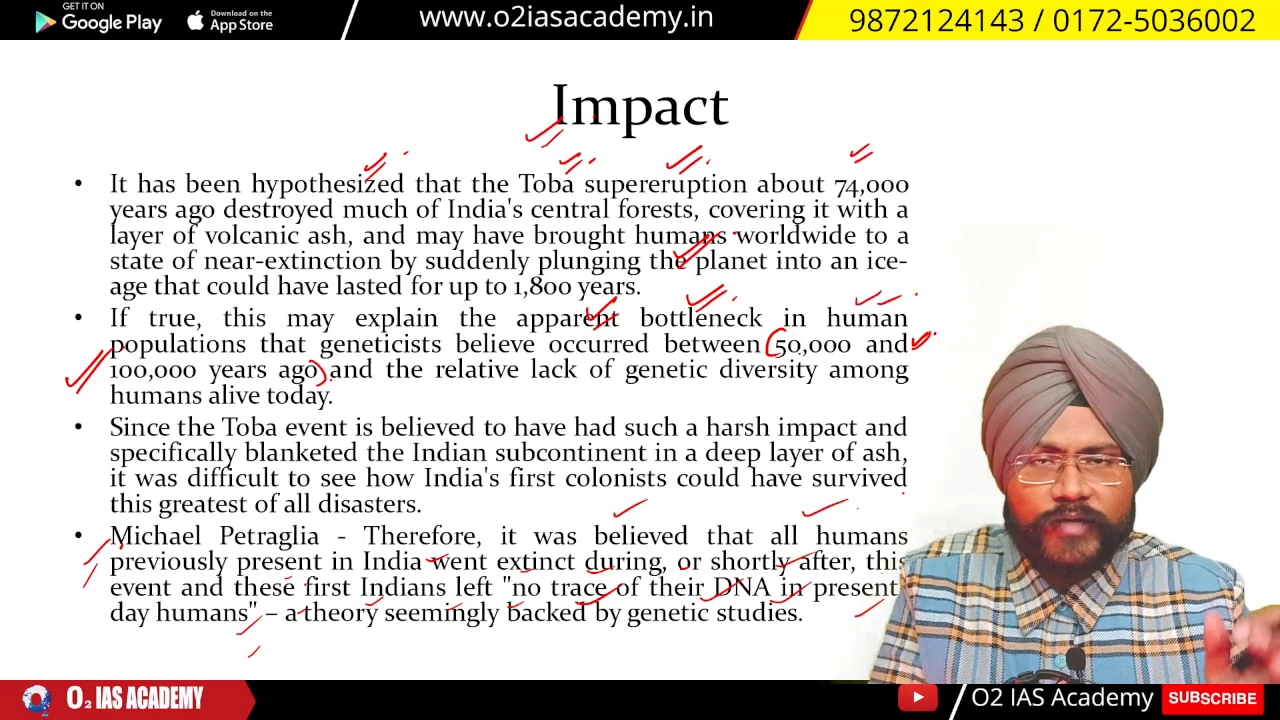 GET IT ON
Google Play
Download on the
App Store
www.o2iasacademy.in
9872124143 / 0172-5036002
Impact
• It has been hypothesized that the Toba supereruption about 74,000
years ago destroyed much of India's central forests, covering it with a
layer of volcanic ash, and may have brought humans worldwide to a
state of near-extinction by suddenly plunging the planet into an ice-
age that could have lasted for up to 1,800 years.
• If true, this may explain the apparent bottleneck in human
populations that geneticists believe occurred between 50,000 and
100,000 years ago and the relative lack of genetic diversity among
humans alive today.
• Since the Toba event is believed to have had such a harsh impact and
specifically blanketed the Indian subcontinent in a deep layer of ash,
it was difficult to see how India's first colonists could have survived
this greatest of all disasters.
• Michael Petraglia - Therefore, it was believed that all humans
previously present in India went extinct during, or shortly after, this
event and these first Indians left "no trace of their DNA in present-
day humans" – a theory seemingly backed by genetic studies.
O2 IAS ACADEMY
O2 IAS Academy
SUBSCRIBE